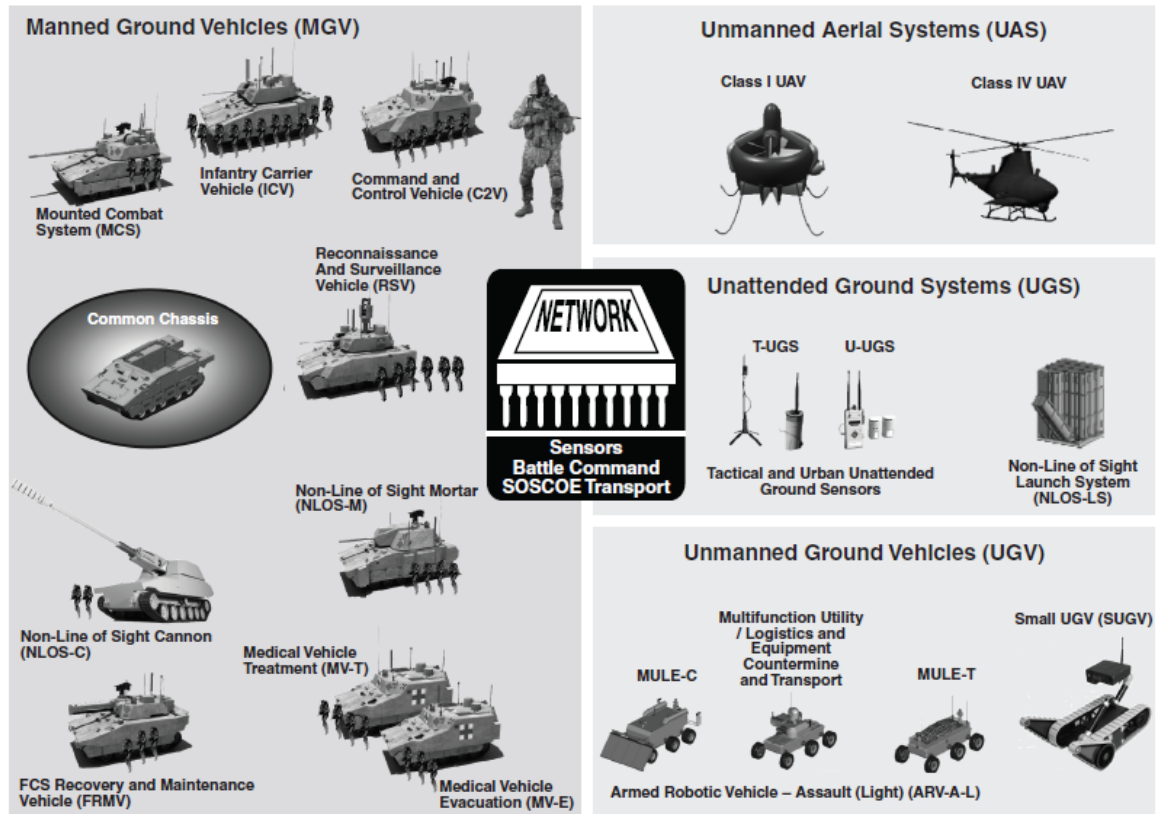 Manned Ground Vehicles (MGV)
Mounted Combat
System (MCS)
Infantry Carrier
Vehicle (ICV)
Command and
Control Vehicle (C2V)
Reconnaissance
And Surveillance
Vehicle (RSV)
Common Chassis
NETWORK
Sensors
Battle Command
SOSCOE Transport
Non-Line of Sight Mortar
(NLOS-M)
Non-Line of Sight Cannon
(NLOS-C)
Medical Vehicle
Treatment (MV-T)
FCS Recovery and Maintenance
Vehicle (FRMV)
Medical Vehicle
Evacuation (MV-E)
Unmanned Aerial Systems (UAS)
Class I UAV
Class IV UAV
Unattended Ground Systems (UGS)
T-UGS
U-UGS
Tactical and Urban Unattended
Ground Sensors
Non-Line of Sight
Launch System
(NLOS-LS)
Unmanned Ground Vehicles (UGV)
MULE-C
Multifunction Utility
/ Logistics and
Equipment
Countermine
and Transport
MULE-T
Small UGV (SUGV)
Armed Robotic Vehicle – Assault (Light) (ARV-A-L)